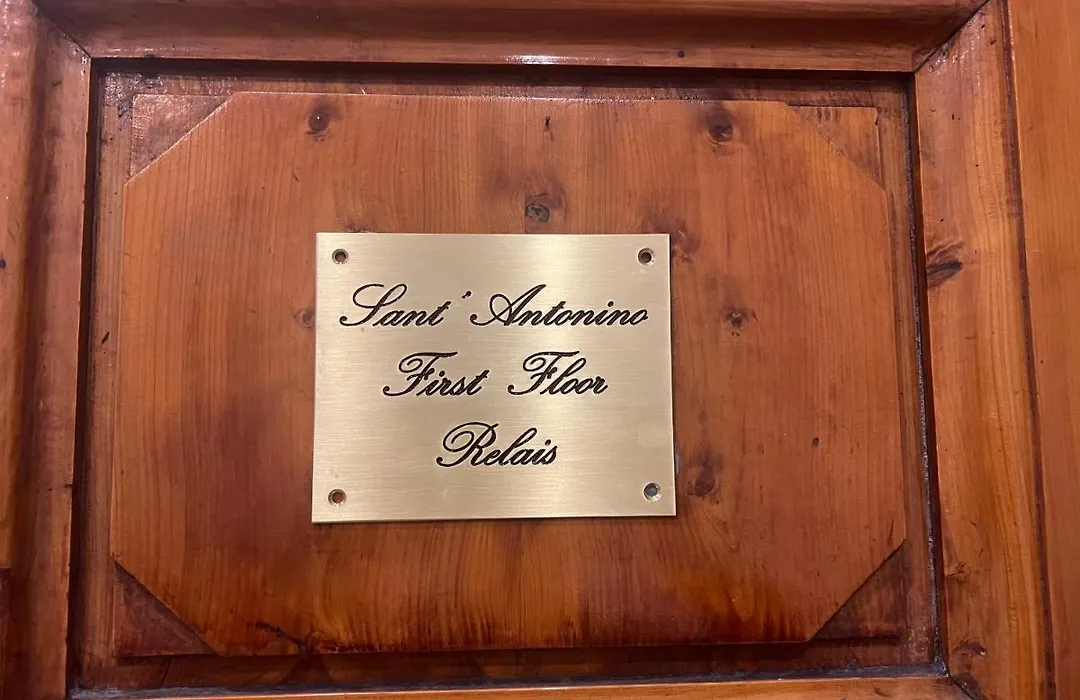 Sant' Antonino
First Floor
Relais